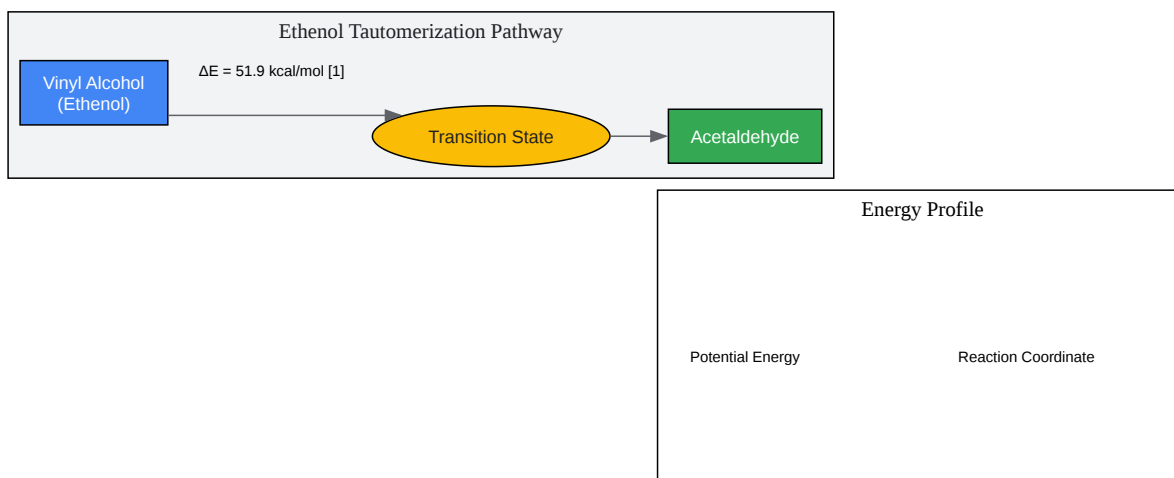 Ethenol Tautomerization Pathway
ΔE = 51.9 kcal/mol [1]
Vinyl Alcohol
(Ethenol)
Transition State
Acetaldehyde
Energy Profile
Potential Energy
Reaction Coordinate